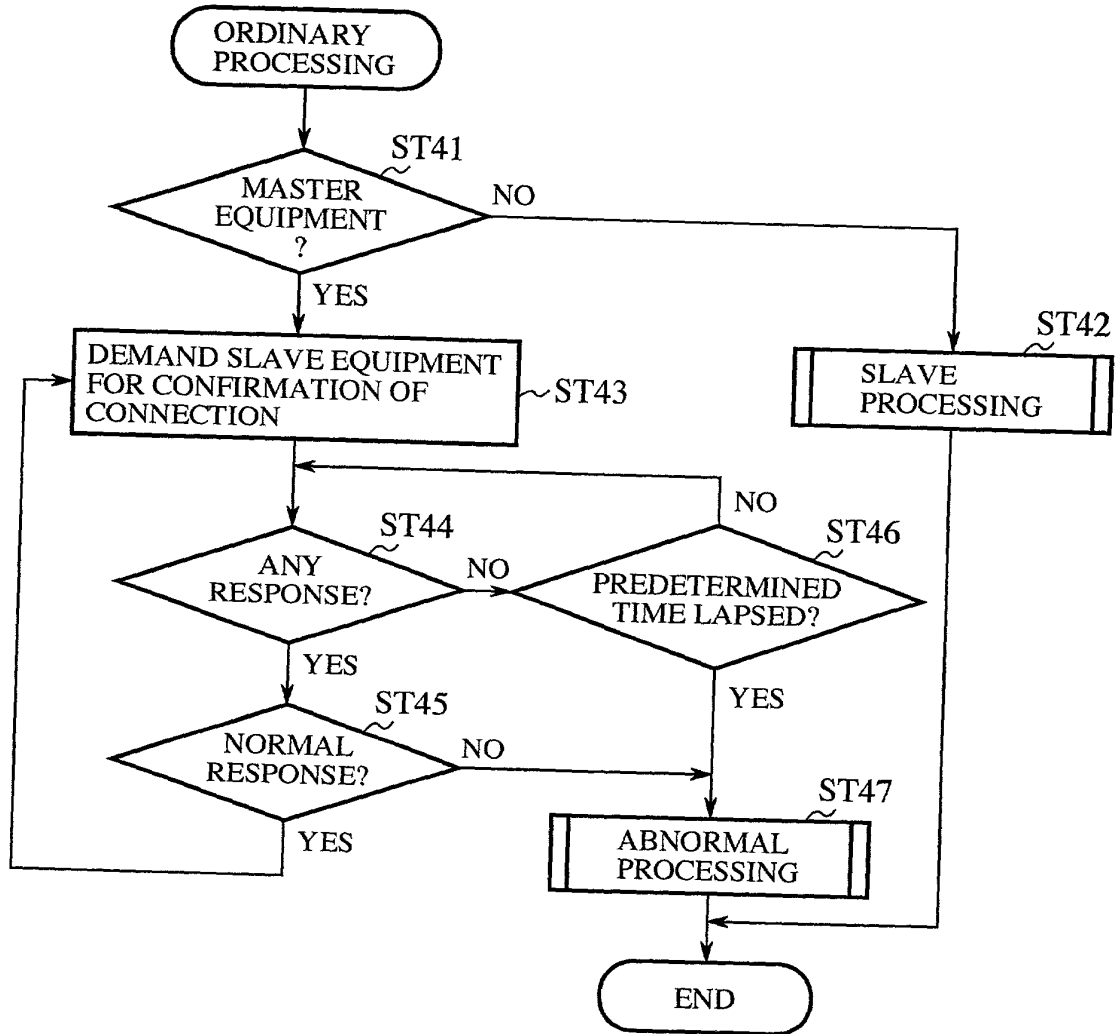 ORDINARY
PROCESSING
ST41
MASTER
EQUIPMENT
?
NO
YES
ST42
SLAVE
PROCESSING
DEMAND SLAVE EQUIPMENT
FOR CONFIRMATION OF
CONNECTION
ST43
NO
ST44
ANY
RESPONSE?
NO
ST46
PREDETERMINED
TIME LAPSED?
YES
YES
ST45
NORMAL
RESPONSE?
NO
YES
ST47
ABNORMAL
PROCESSING
END